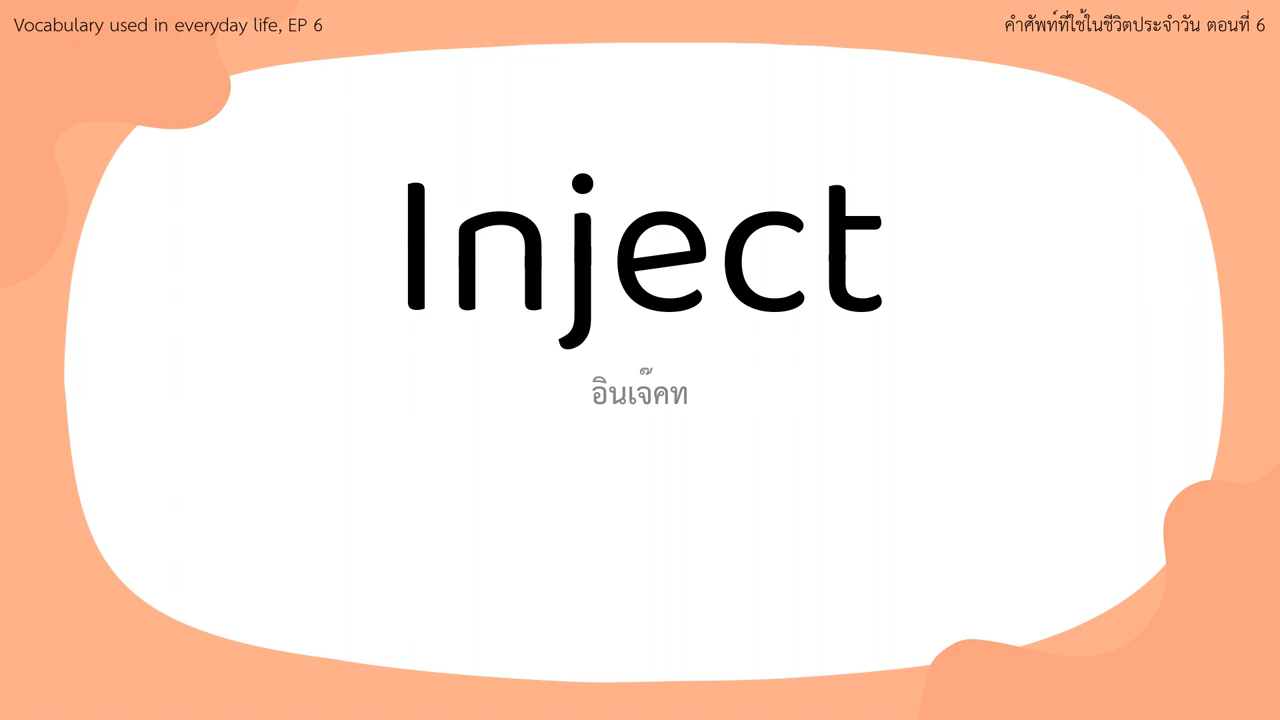 Vocabulary used in everyday life, EP 6
คำศัพท์ที่ใช้ในชีวิตประจำวัน ตอนที่ 6
Inject
อินเจ๊คท